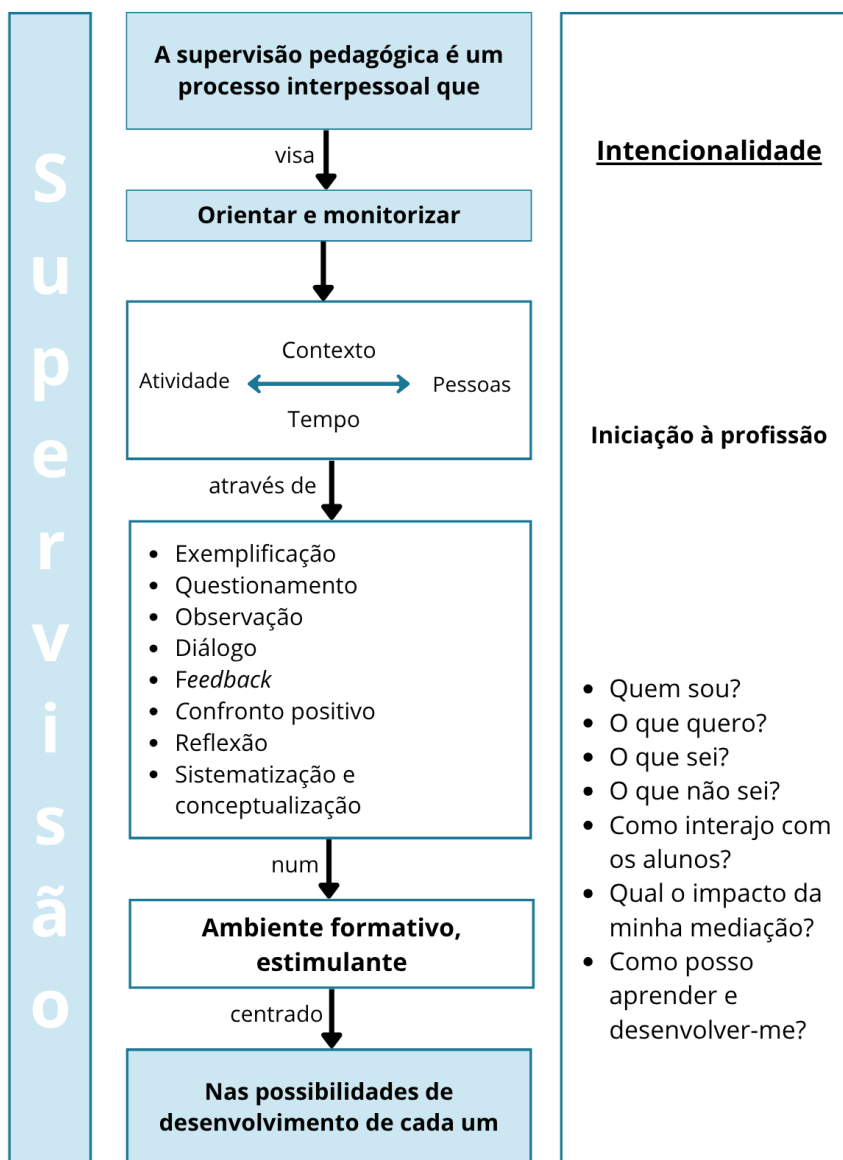 Supervisão
A supervisão pedagógica é um
processo interpessoal que
visa
Orientar e monitorizar
Contexto
Atividade
Pessoas
Tempo
através de
• Exemplificação
• Questionamento
• Observação
• Diálogo
• Feedback
• Confronto positivo
• Reflexão
• Sistematização e
conceptualização
num
Ambiente formativo,
estimulante
centrado
Nas possibilidades de
desenvolvimento de cada um
Intencionalidade
Iniciação à profissão
• Quem sou?
• O que quero?
• O que sei?
• O que não sei?
• Como interajo com
os alunos?
• Qual o impacto da
minha mediação?
• Como posso
aprender e
desenvolver-me?